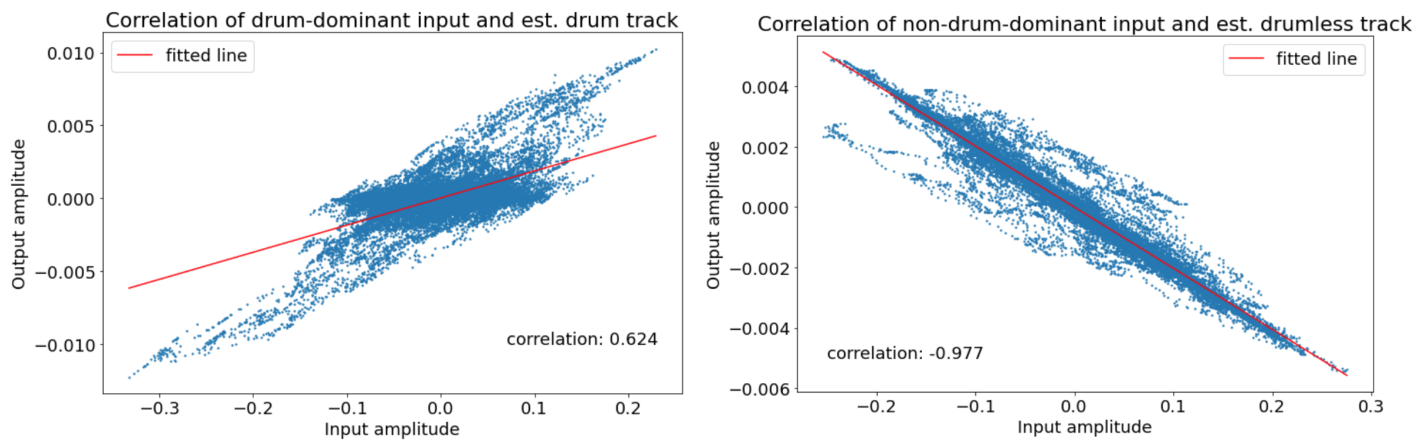 Correlation of drum-dominant input and est. drum track
fitted line
0.010
0.005
0.000
−0.005
−0.010
Output amplitude
correlation: 0.624
−0.3 −0.2 −0.1 0.0 0.1 0.2
Input amplitude
Correlation of non-drum-dominant input and est. drumless track
fitted line
0.004
0.002
0.000
−0.002
−0.004
−0.006
Output amplitude
correlation: -0.977
−0.2 −0.1 0.0 0.1 0.2 0.3
Input amplitude